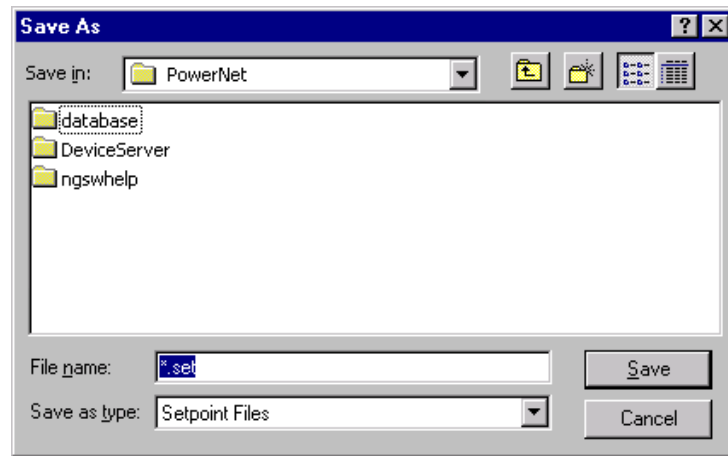 Save As
Save in: PowerNet
database
DeviceServer
ngswhelp
File name: *.set Save
Save as type: Setpoint Files Cancel